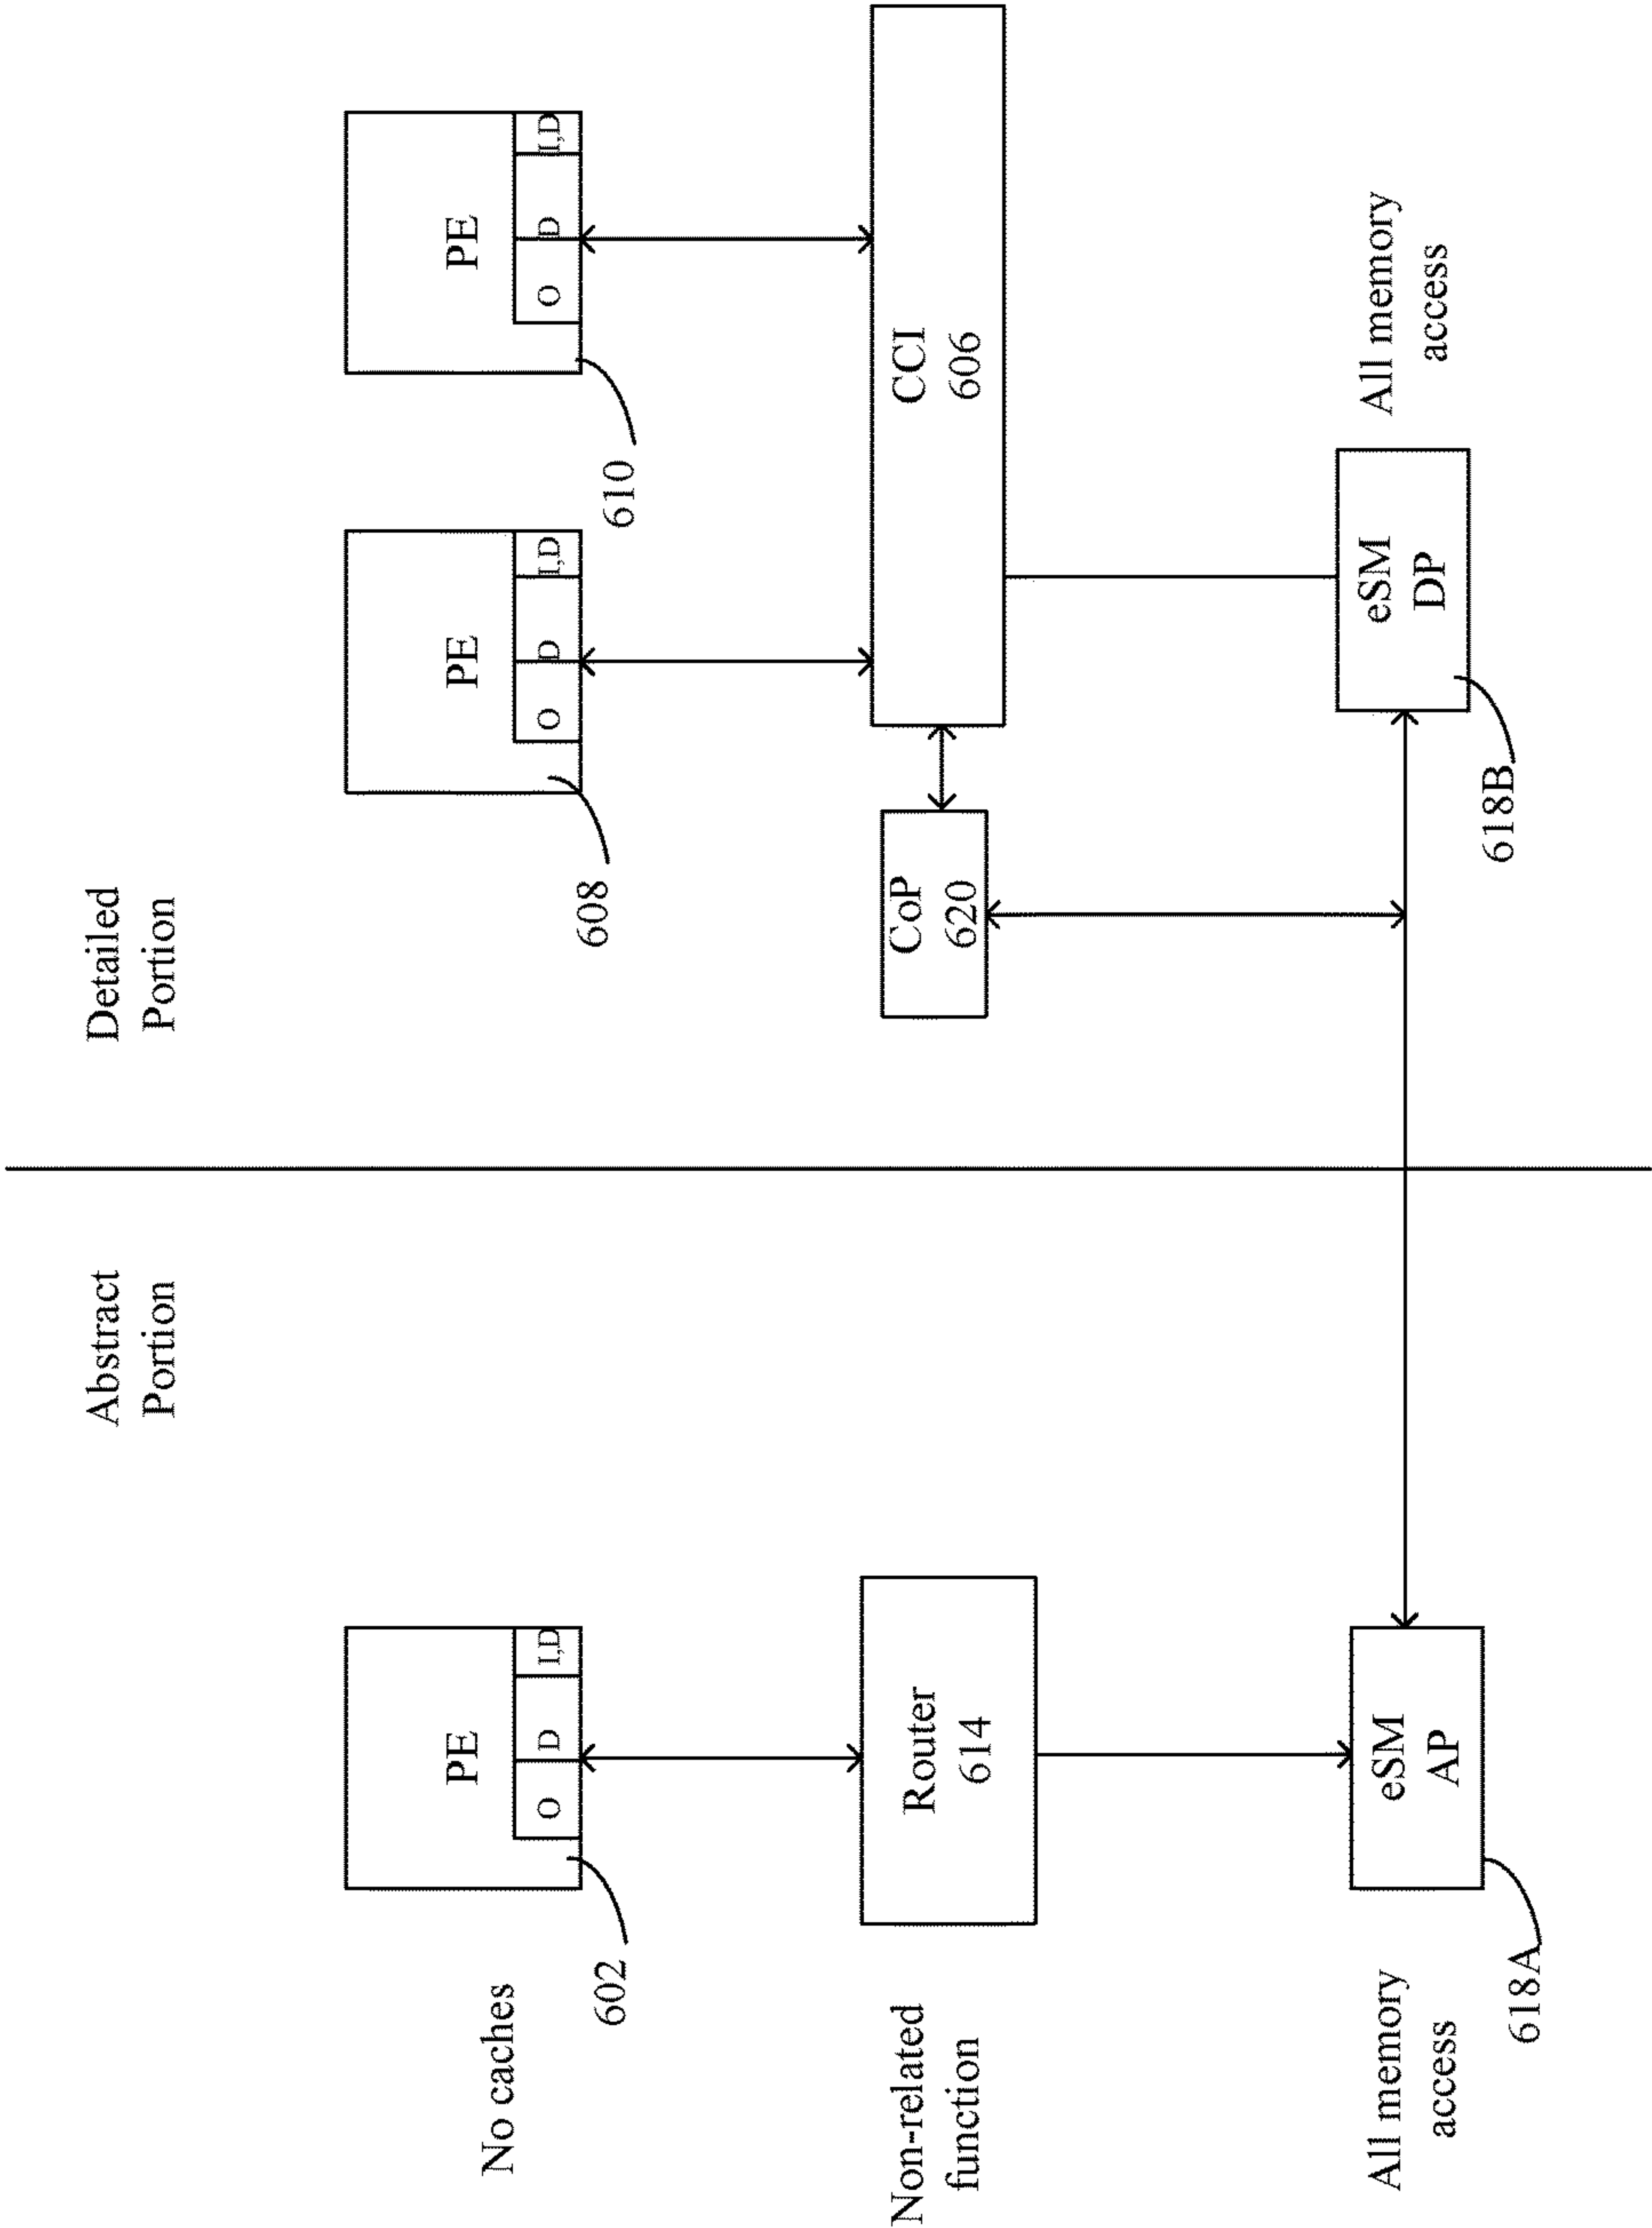 Abstract
Portion
Detailed
Portion
No caches
PE
O D I,D
602
PE
O D I,D
608
PE
O D I,D
610
Non-related
function
Router
614
CoP
620
CCI
606
All memory
access
eSM
AP
618A
eSM
DP
618B
All memory
access